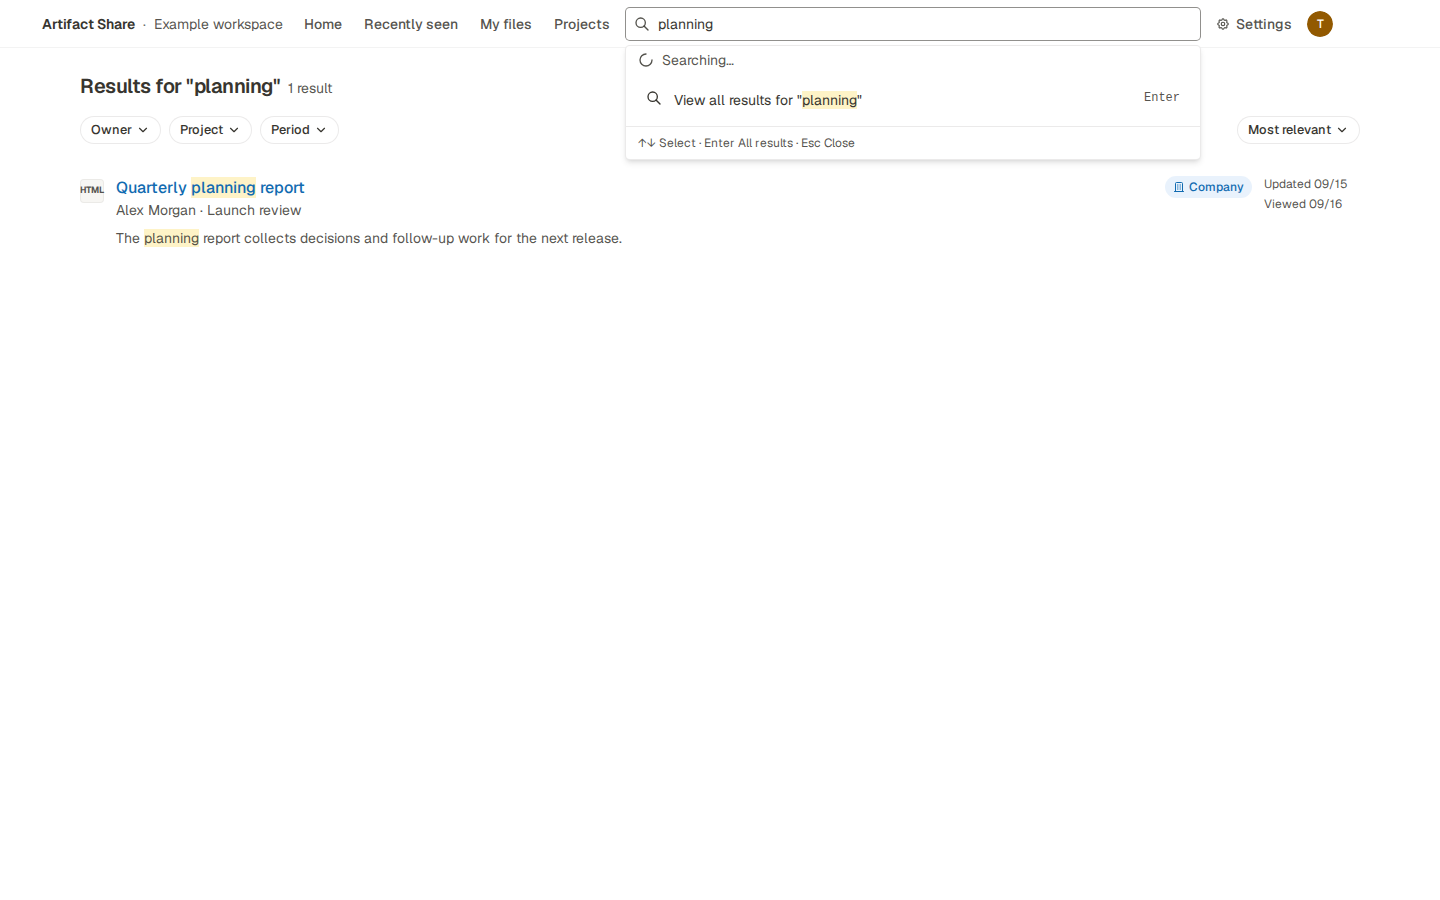 Artifact Share · Example workspace Home Recently seen My files Projects planning Settings T
Searching…
View all results for "planning" Enter
↑↓ Select · Enter All results · Esc Close
Results for "planning" 1 result
Owner Project Period Most relevant
HTML Quarterly planning report Company Updated 09/15
Alex Morgan · Launch review Viewed 09/16
The planning report collects decisions and follow-up work for the next release.